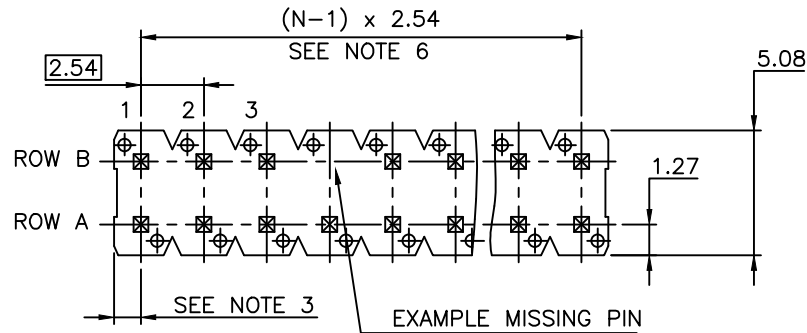 (N-1) x 2.54
SEE NOTE 6
2.54
5.08
1 2 3
ROW B
1.27
ROW A
SEE NOTE 3
EXAMPLE MISSING PIN